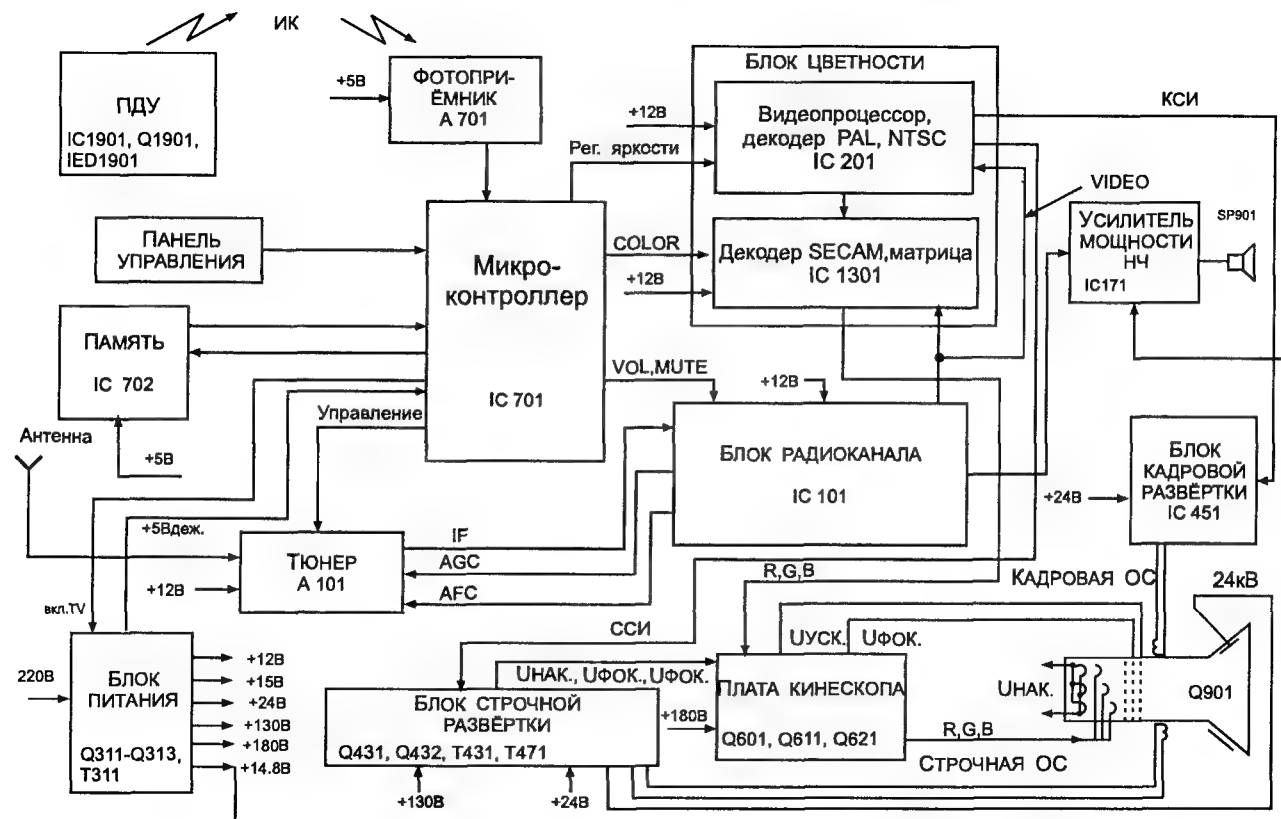 ИК
ПДУ
IC1901, Q1901,
IED1901
+5В
ФОТОПРИ-
ЁМНИК
А 701
БЛОК ЦВЕТНОСТИ
+12В
Видеопроцессор,
декодер PAL, NTSC
IC 201
Рег. яркости
КСИ
VIDEO
ПАНЕЛЬ
УПРАВЛЕНИЯ
Микро-
контроллер
IC 701
COLOR
+12В
Декодер SECAM,матрица
IC 1301
УСИЛИТЕЛЬ
МОЩНОСТИ
НЧ
IC171
SP901
ПАМЯТЬ
IC 702
+5В
VOL,MUTE
+12В
Управление
Антенна
БЛОК РАДИОКАНАЛА
IC 101
БЛОК
КАДРОВОЙ
РАЗВЁРТКИ
IC 451
+24В
+5Вдеж.
ТЮНЕР
А 101
+12В
IF
AGC
AFC
R,G,B
КАДРОВАЯ ОС
24кВ
вкл.TV
ССИ
UУСК.
UФОК.
220В
БЛОК
ПИТАНИЯ
Q311-Q313,
T311
+12В
+15В
+24В
+130В
+180В
+14.8В
UНАК., UФОК., UФОК.
БЛОК СТРОЧНОЙ
РАЗВЁРТКИ
Q431, Q432, T431, T471
+130В
+24В
+180В
ПЛАТА КИНЕСКОПА
Q601, Q611, Q621
R,G,B
UНАК.
Q901
СТРОЧНАЯ ОС